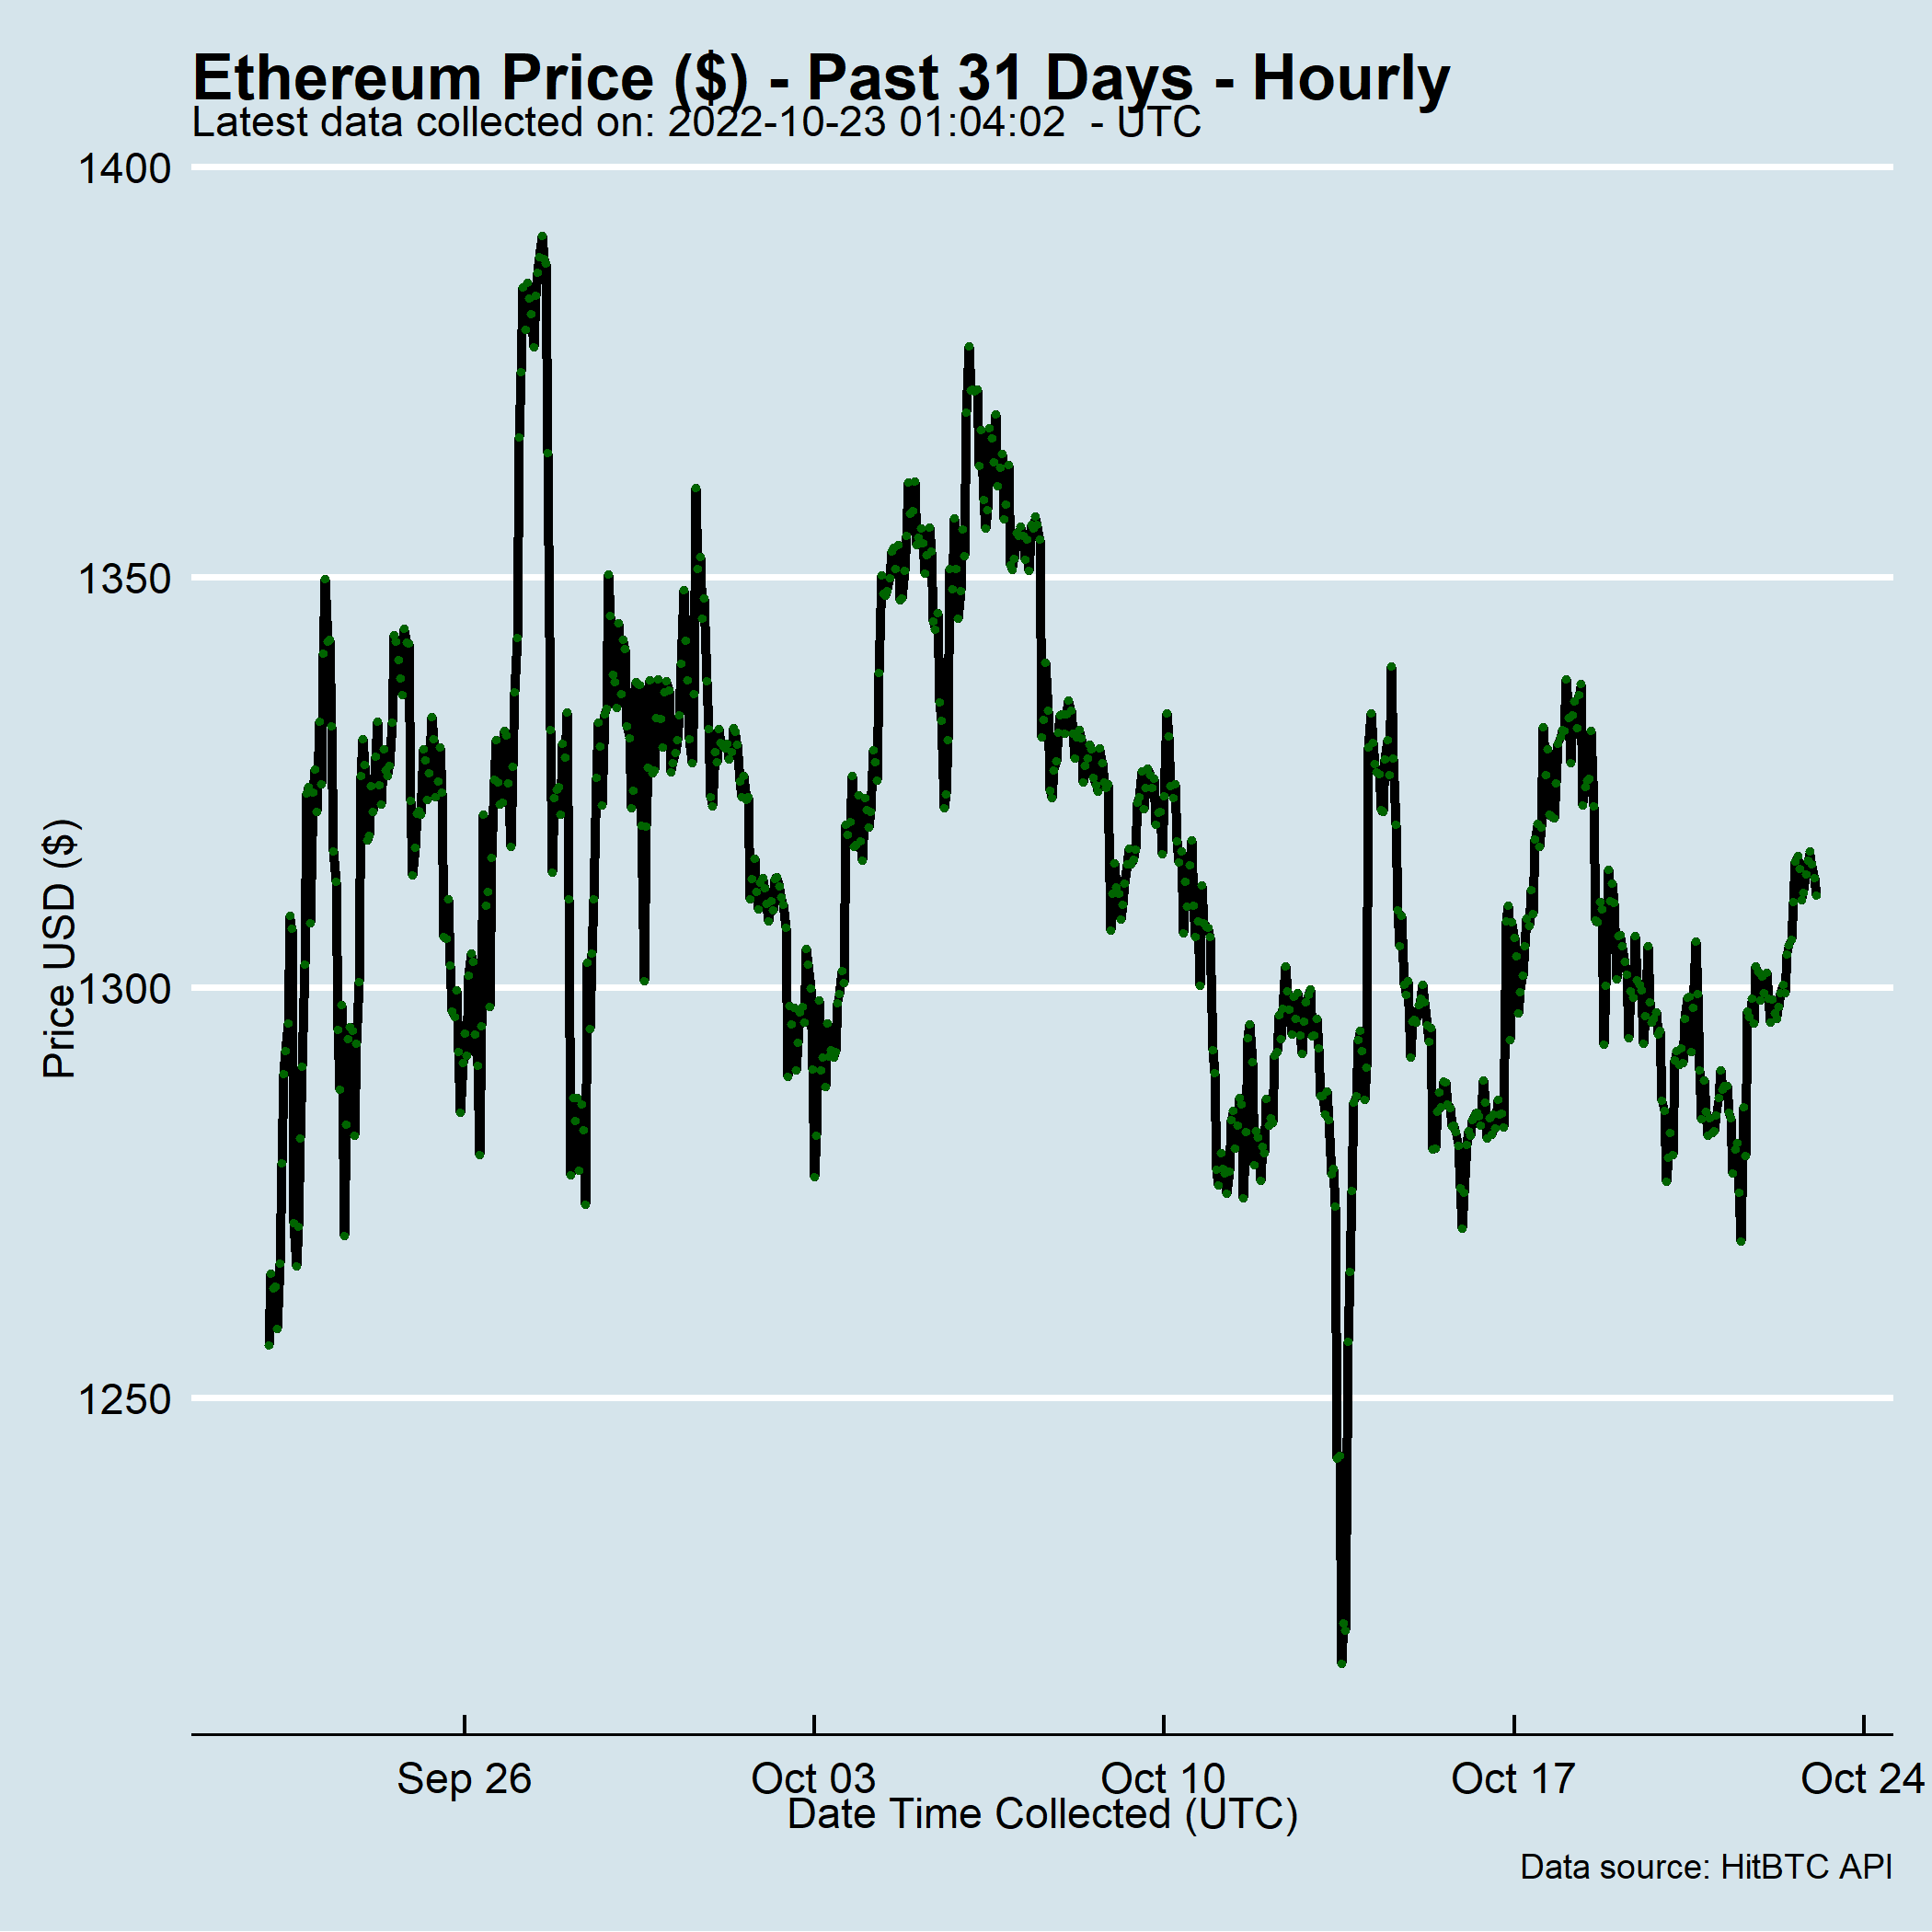 Ethereum Price ($) - Past 31 Days - Hourly
Latest data collected on: 2022-10-23 01:04:02  - UTC
1400
1350
1300
1250
Price USD ($)
Sep 26
Oct 03
Oct 10
Oct 17
Oct 24
Date Time Collected (UTC)
Data source: HitBTC API